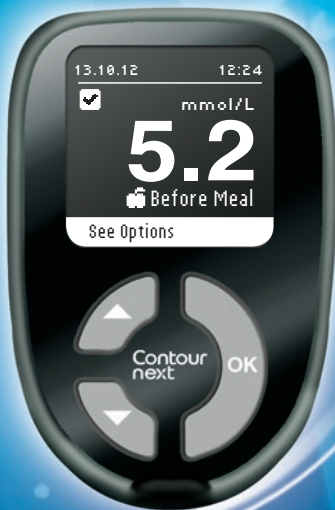 13.10.12 12:24
mmol/L
5.2
Before Meal
See Options
Contour
next
OK